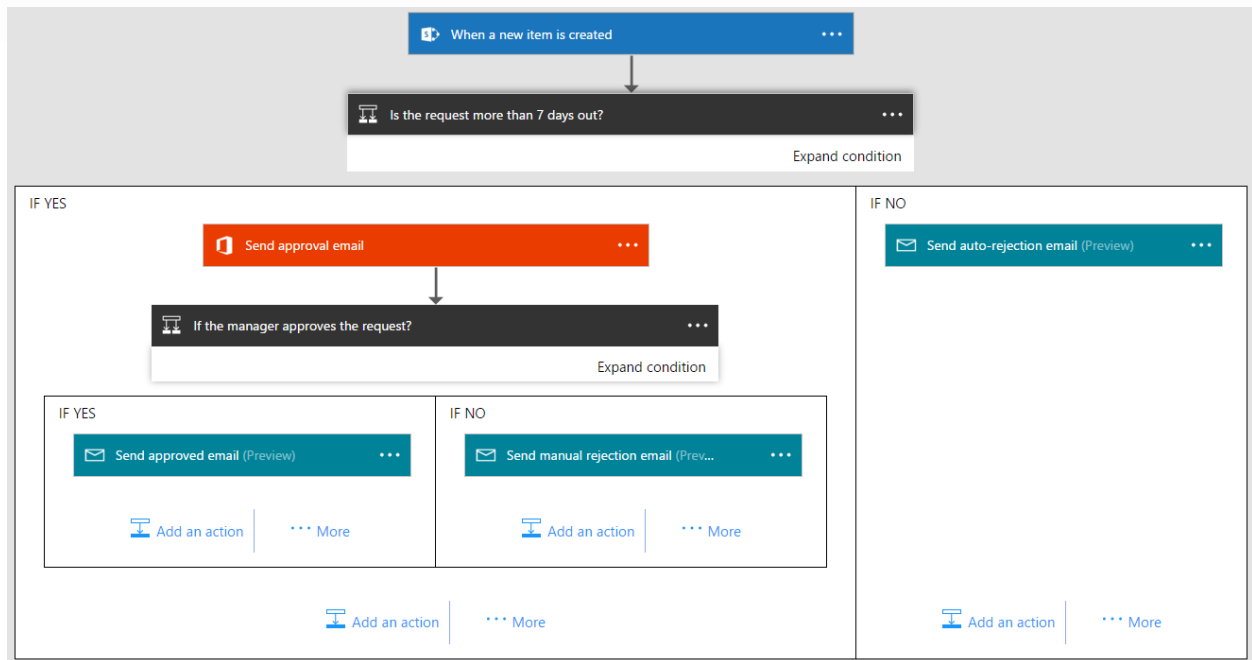 When a new item is created
Is the request more than 7 days out?
Expand condition
IF YES
Send approval email
If the manager approves the request?
Expand condition
IF YES
Send approved email (Preview)
Add an action
More
IF NO
Send manual rejection email (Prev...
Add an action
More
Add an action
More
IF NO
Send auto-rejection email (Preview)
Add an action
More